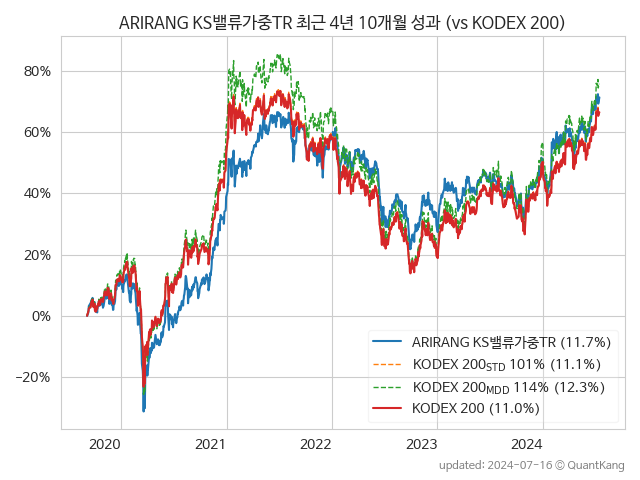 ARIRANG KS밸류가중TR 최근 4년 10개월 성과 (vs KODEX 200)
80%
60%
40%
20%
0%
−20%
ARIRANG KS밸류가중TR (11.7%)
KODEX 200STD 101% (11.1%)
KODEX 200MDD 114% (12.3%)
KODEX 200 (11.0%)
2020 2021 2022 2023 2024
updated: 2024-07-16 © QuantKang